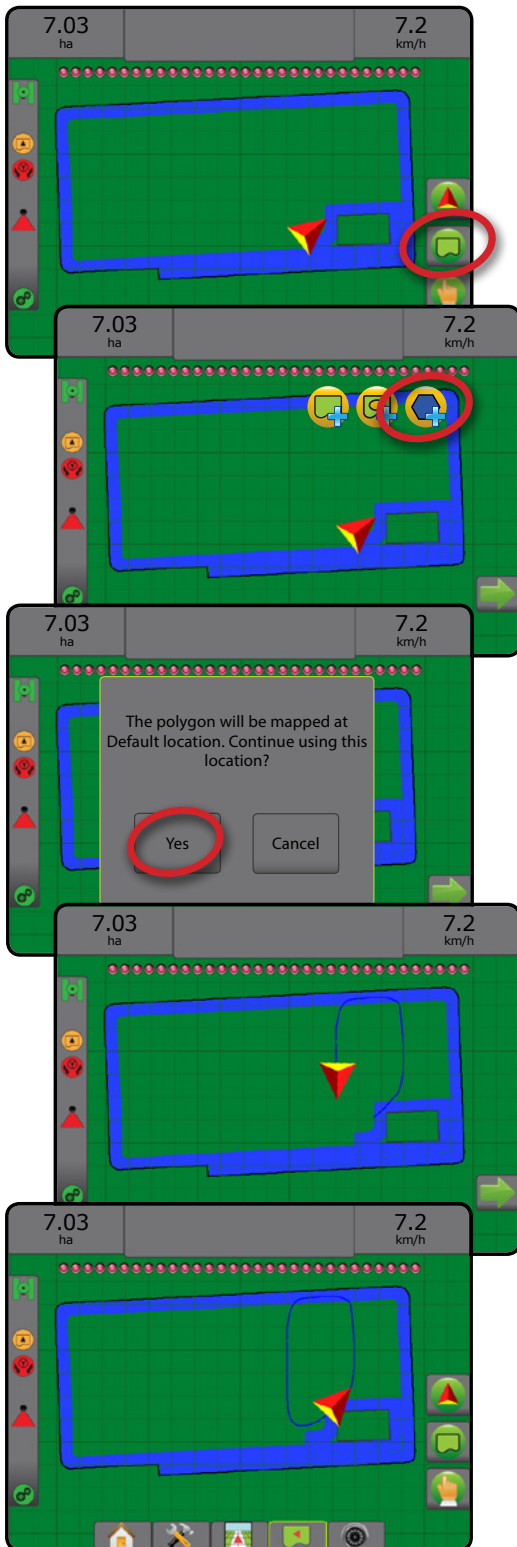 7.03
ha
7.2
km/h
7.03
ha
7.2
km/h
7.03
ha
7.2
km/h
The polygon will be mapped at
Default location. Continue using this
location?
Yes
Cancel
7.03
ha
7.2
km/h
7.03
ha
7.2
km/h